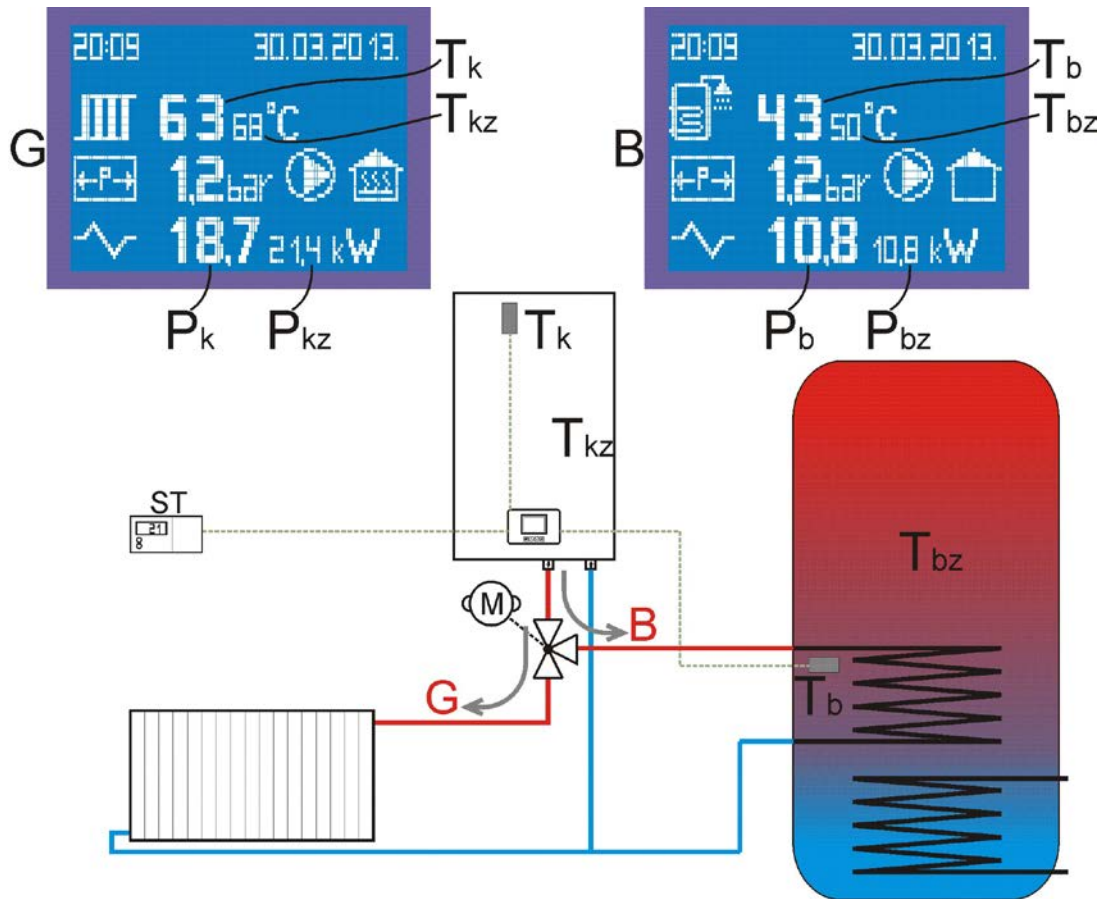 20:09 30.03.2013.
63 68°C
←P→ 1,2bar
18,7 21,4 kW
G
Tk
Tkz
Pk Pkz
20:09 30.03.2013.
43 50°C
←P→ 1,2bar
10,8 10,8 kW
B
Tb
Tbz
Pb Pbz
Tk
Tkz
ST
21
M
B
G
Tbz
Tb